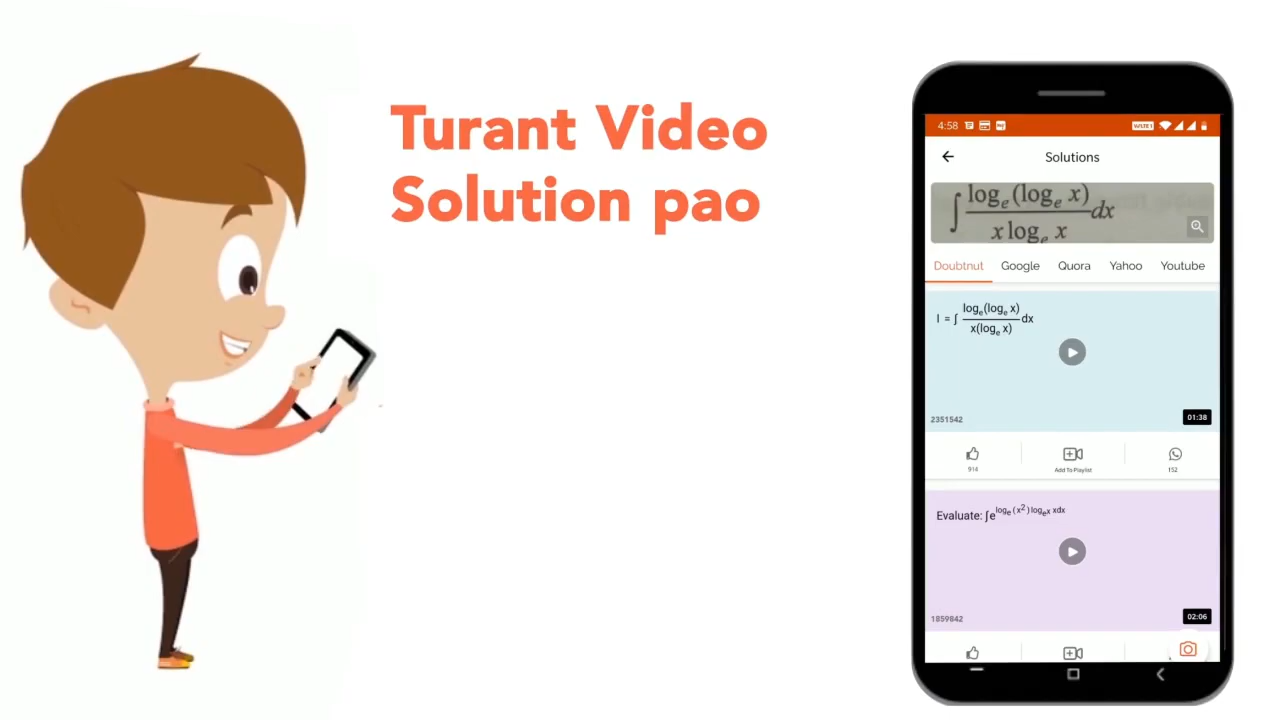 Turant Video
Solution pao
4:58
VoLTE1
Solutions
∫ logₑ(logₑ x) / x logₑ x dx
Doubtnut Google Quora Yahoo Youtube
I = ∫ logₑ(logₑ x) / x(logₑ x) dx
2351542 01:38
914 Add To Playlist 152
Evaluate: ∫e^logₑ(x²)logₑx xdx
1859842 02:06